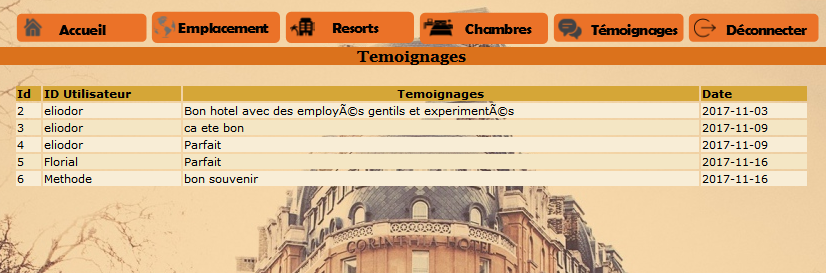 Accueil Emplacement Resorts Chambres Témoignages Déconnecter
Temoignages
Id ID Utilisateur Temoignages Date
2 eliodor Bon hotel avec des employÃ©s gentils et experimentÃ©s 2017-11-03
3 eliodor ca ete bon 2017-11-09
4 eliodor Parfait 2017-11-09
5 Florial Parfait 2017-11-16
6 Methode bon souvenir 2017-11-16
CORINTHIA HOTEL